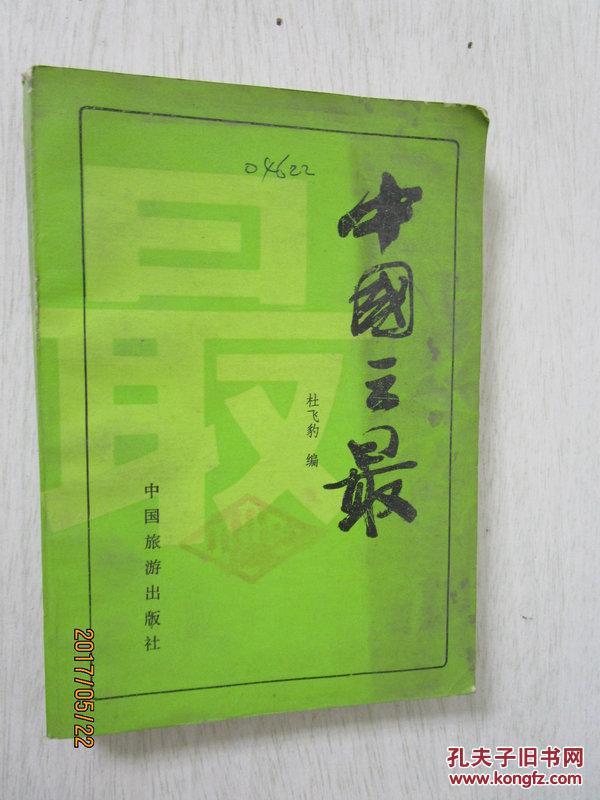 04622
中國之最
杜飞豹 编
最
中国旅游出版社
2017/05/22
孔夫子旧书网
www.kongfz.com